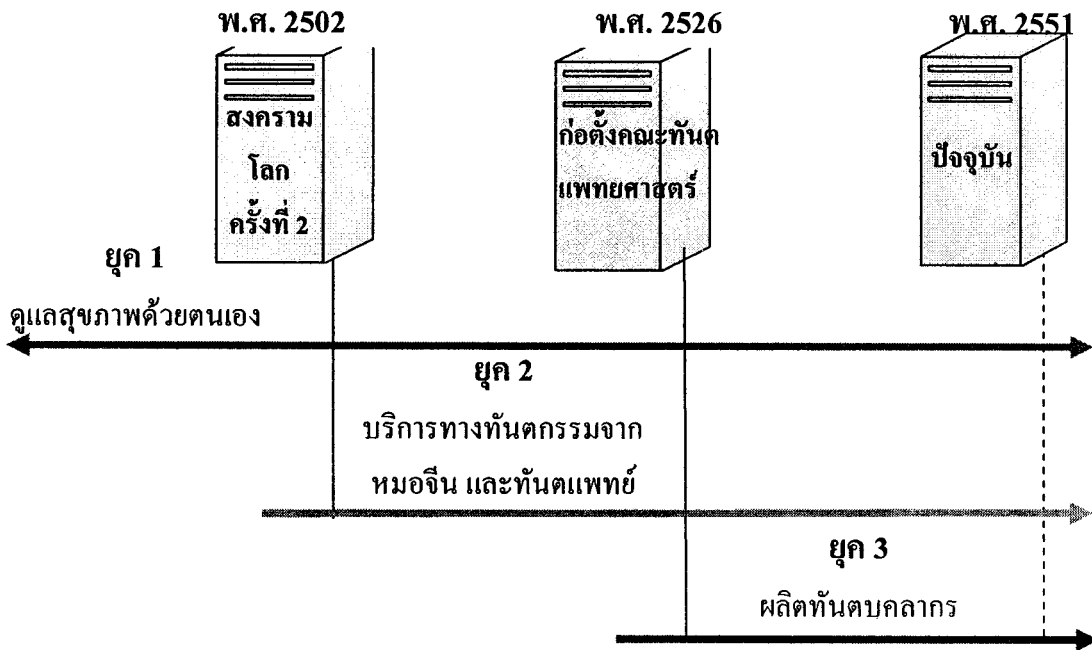 พ.ศ. 2502
พ.ศ. 2526
พ.ศ. 2551
สงคราม
โลก
ครั้งที่ 2
ก่อตั้งคณะทันต
แพทยศาสตร์
ปัจจุบัน
ยุค 1
ดูแลสุขภาพด้วยตนเอง
ยุค 2
บริการทางทันตกรรมจาก
หมอจีน และทันตแพทย์
ยุค 3
ผลิตทันตบคลากร